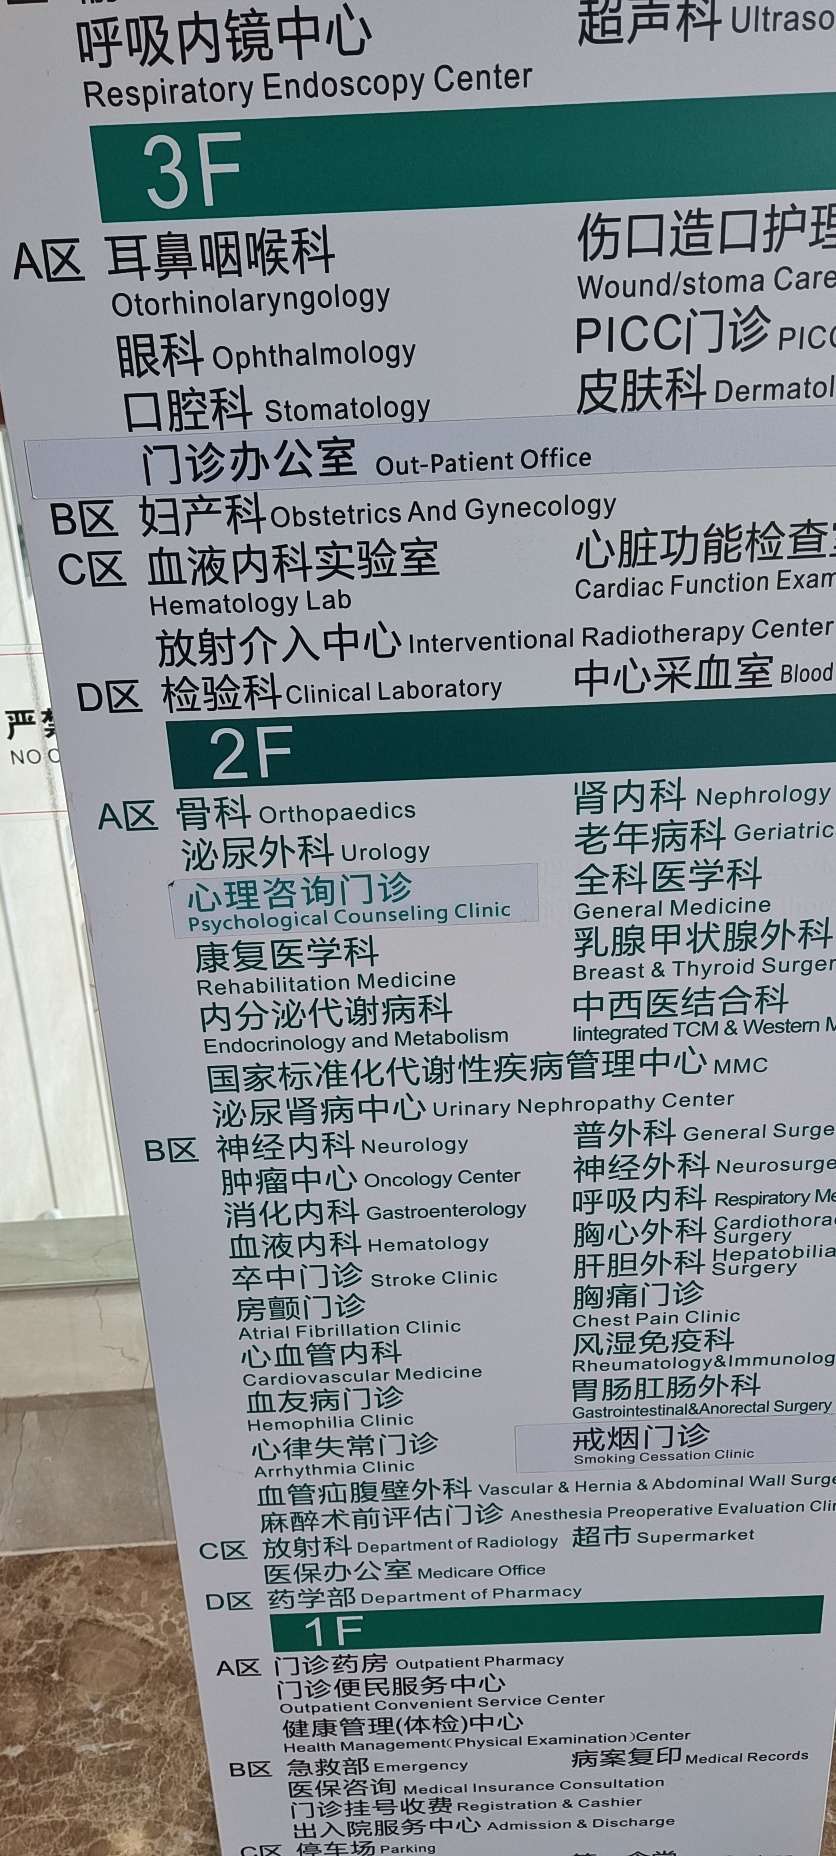 呼吸内镜中心 超声科
Respiratory Endoscopy Center
3F
A区 耳鼻咽喉科 伤口造口护理
Otorhinolaryngology Wound/stoma Care
眼科 Ophthalmology PICC门诊
口腔科 Stomatology 皮肤科
门诊办公室 Out-Patient Office
B区 妇产科 Obstetrics And Gynecology
C区 血液内科实验室 心脏功能检查
Hematology Lab Cardiac Function
放射介入中心 Interventional Radiotherapy Center
D区 检验科 Clinical Laboratory 中心采血室 Blood
严禁
NO
2F
A区 骨科 Orthopaedics 肾内科 Nephrology
泌尿外科 Urology 老年病科 Geriatric
心理咨询门诊 全科医学科
Psychological Counseling Clinic General Medicine
康复医学科 乳腺甲状腺外科
Rehabilitation Medicine Breast & Thyroid
内分泌代谢病科 中西医结合科
Endocrinology and Metabolism Iintegrated TCM & Western
国家标准化代谢性疾病管理中心 MMC
泌尿肾病中心 Urinary Nephropathy Center
B区 神经内科 Neurology 普外科 General
肿瘤中心 Oncology Center 神经外科
消化内科 Gastroenterology 呼吸内科 Respiratory
血液内科 Hematology 胸心外科 Surgery
卒中门诊 Stroke Clinic 肝胆外科 Surgery
房颤门诊 胸痛门诊
Atrial Fibrillation Clinic Chest Pain Clinic
心血管内科 风湿免疫科
Cardiovascular Medicine Rheumatology&Immunolog
血友病门诊 胃肠肛肠外科
Hemophilia Clinic Gastrointestinal&Anorectal Surgery
心律失常门诊 戒烟门诊
Arrhythmia Clinic Smoking Cessation Clinic
血管疝腹壁外科 Vascular & Hernia & Abdominal Wall
麻醉术前评估门诊 Anesthesia Preoperative Evaluation
C区 放射科 Department of Radiology 超市 Supermarket
医保办公室 Medicare Office
D区 药学部 Department of Pharmacy
1F
A区 门诊药房 Outpatient Pharmacy
门诊便民服务中心
Outpatient Convenient Service Center
健康管理(体检)中心
Health Management(Physical Examination)Center
B区 急救部 Emergency 病案复印 Medical Records
医保咨询 Medical Insurance Consultation
门诊挂号收费 Registration & Cashier
出入院服务中心 Admission & Discharge
C区 停车场 Parking